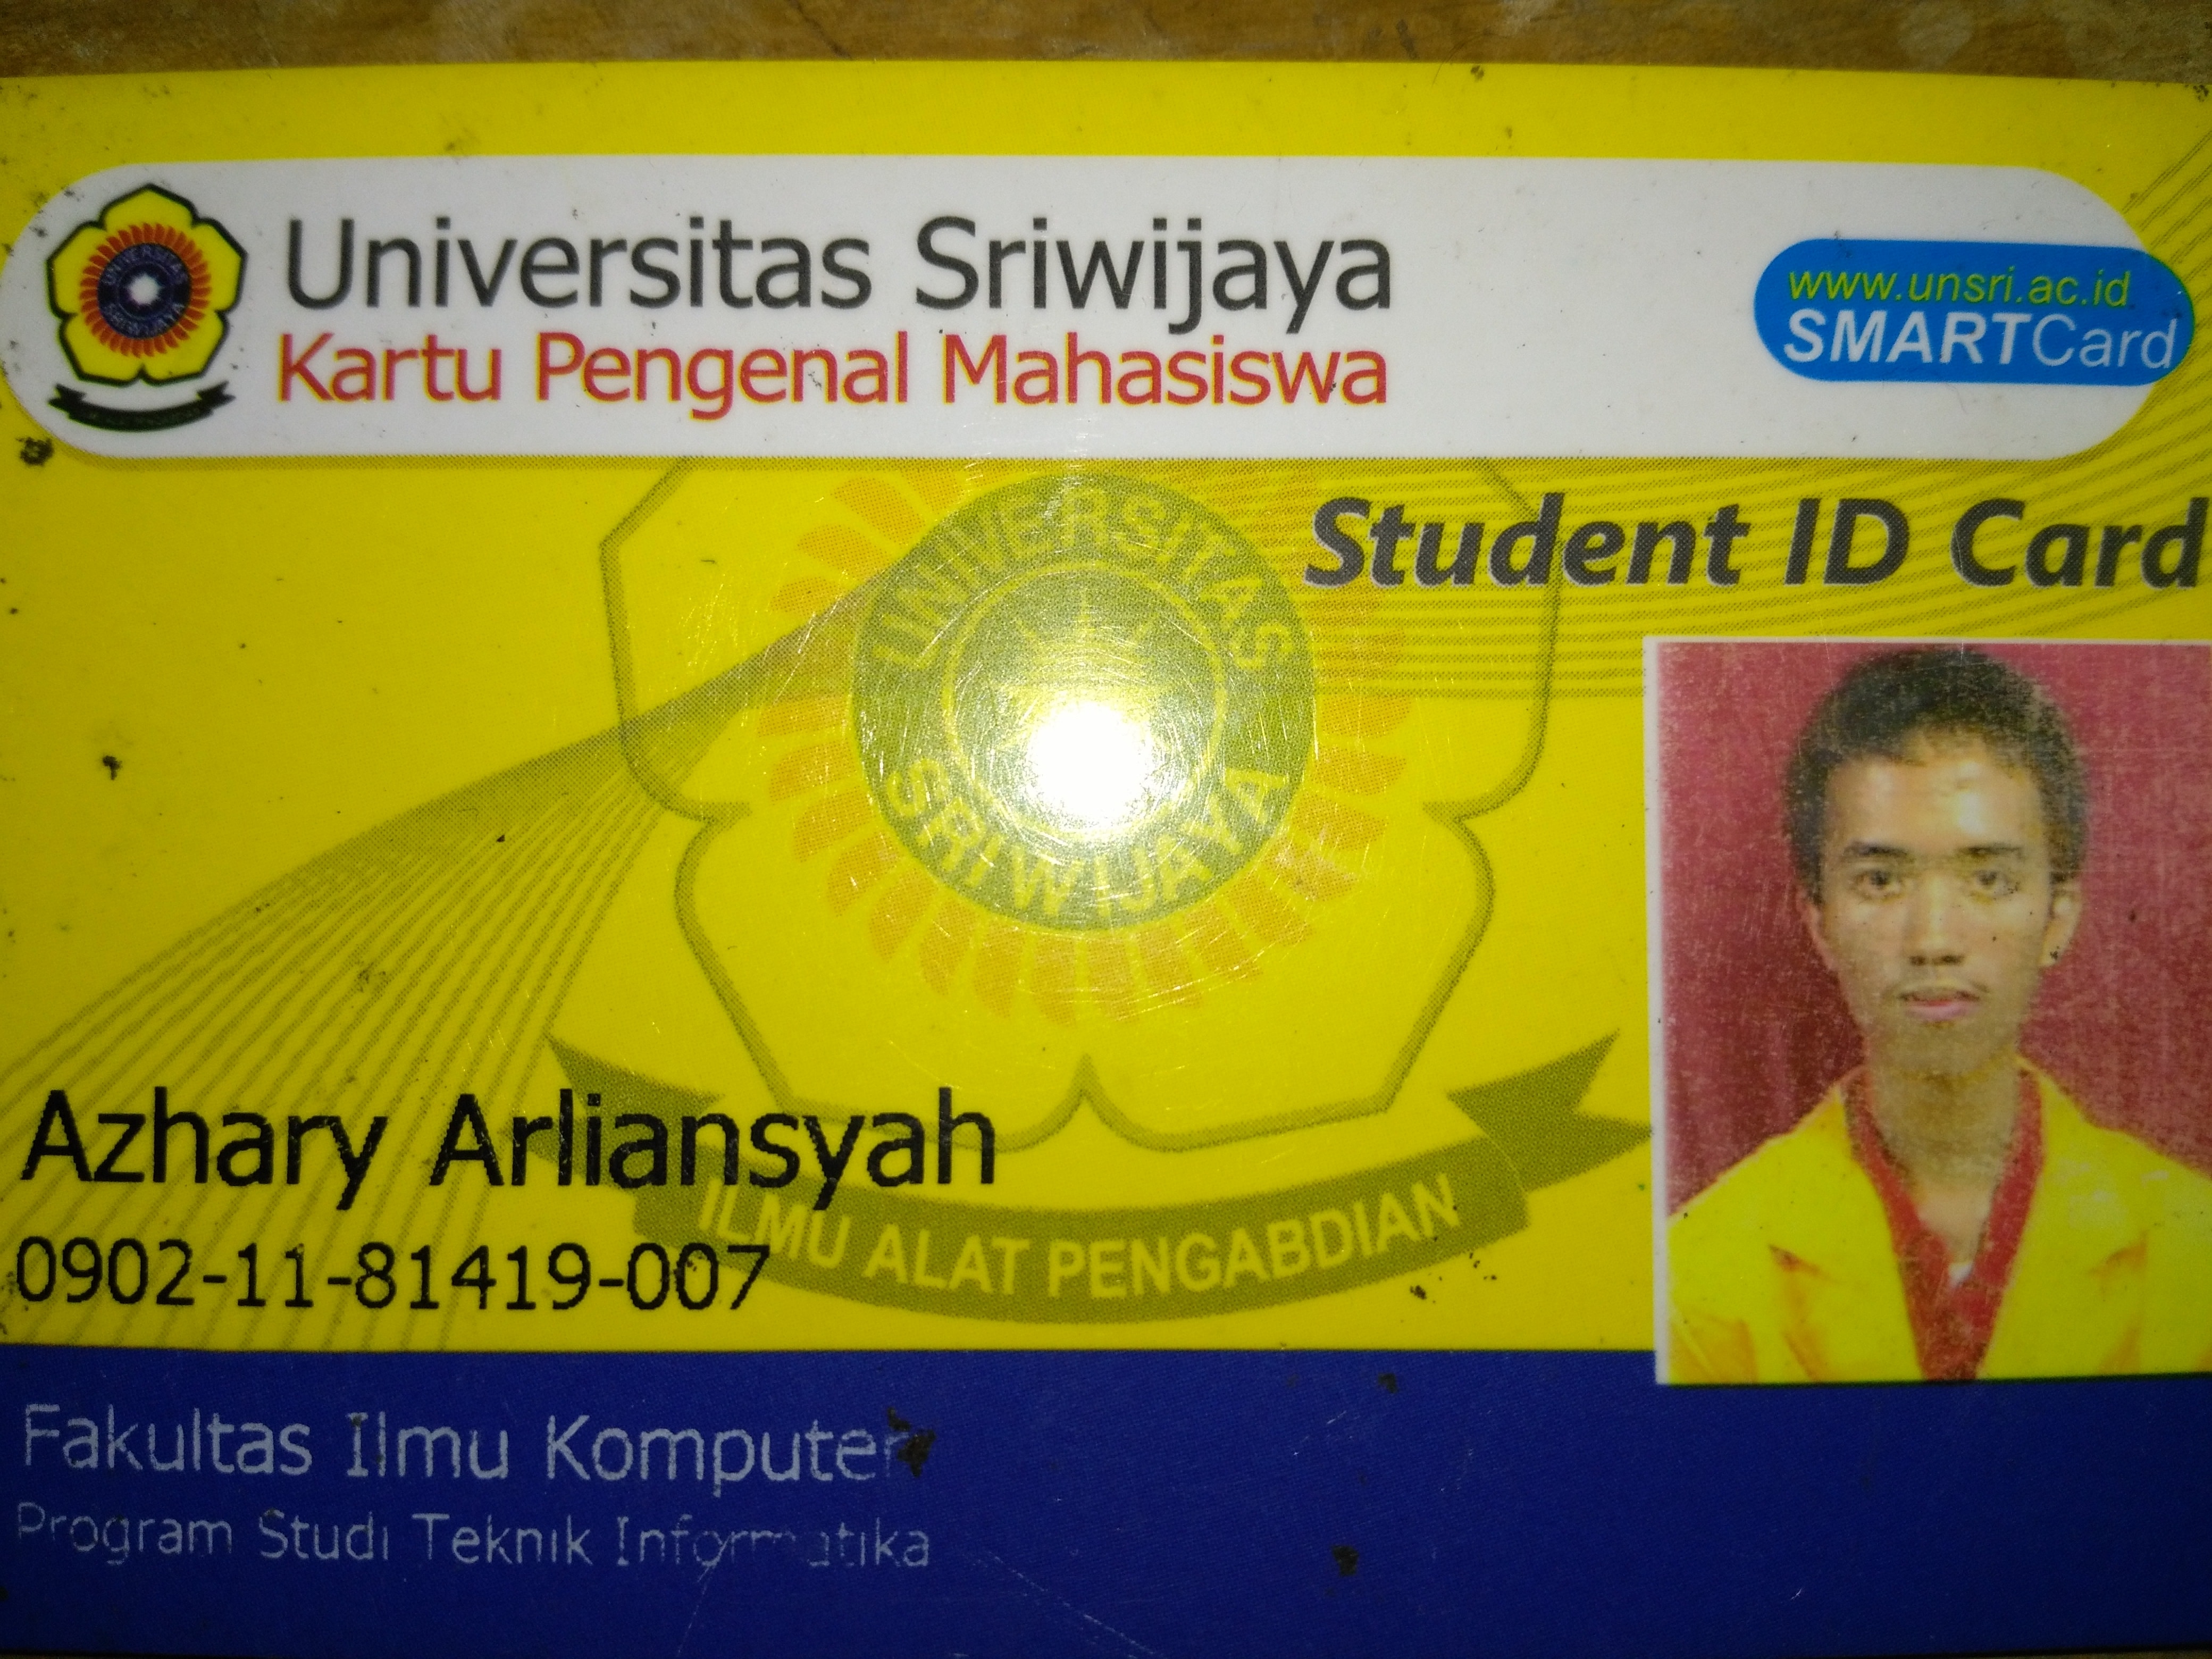 Universitas Sriwijaya
Kartu Pengenal Mahasiswa
www.unsri.ac.id
SMARTCard
Student ID Card
UNIVERSITAS
SRIWIJAYA
Azhary Arliansyah
ILMU ALAT PENGABDIAN
0902-11-81419-007
Fakultas Ilmu Komputer
Program Studi Teknik Informatika